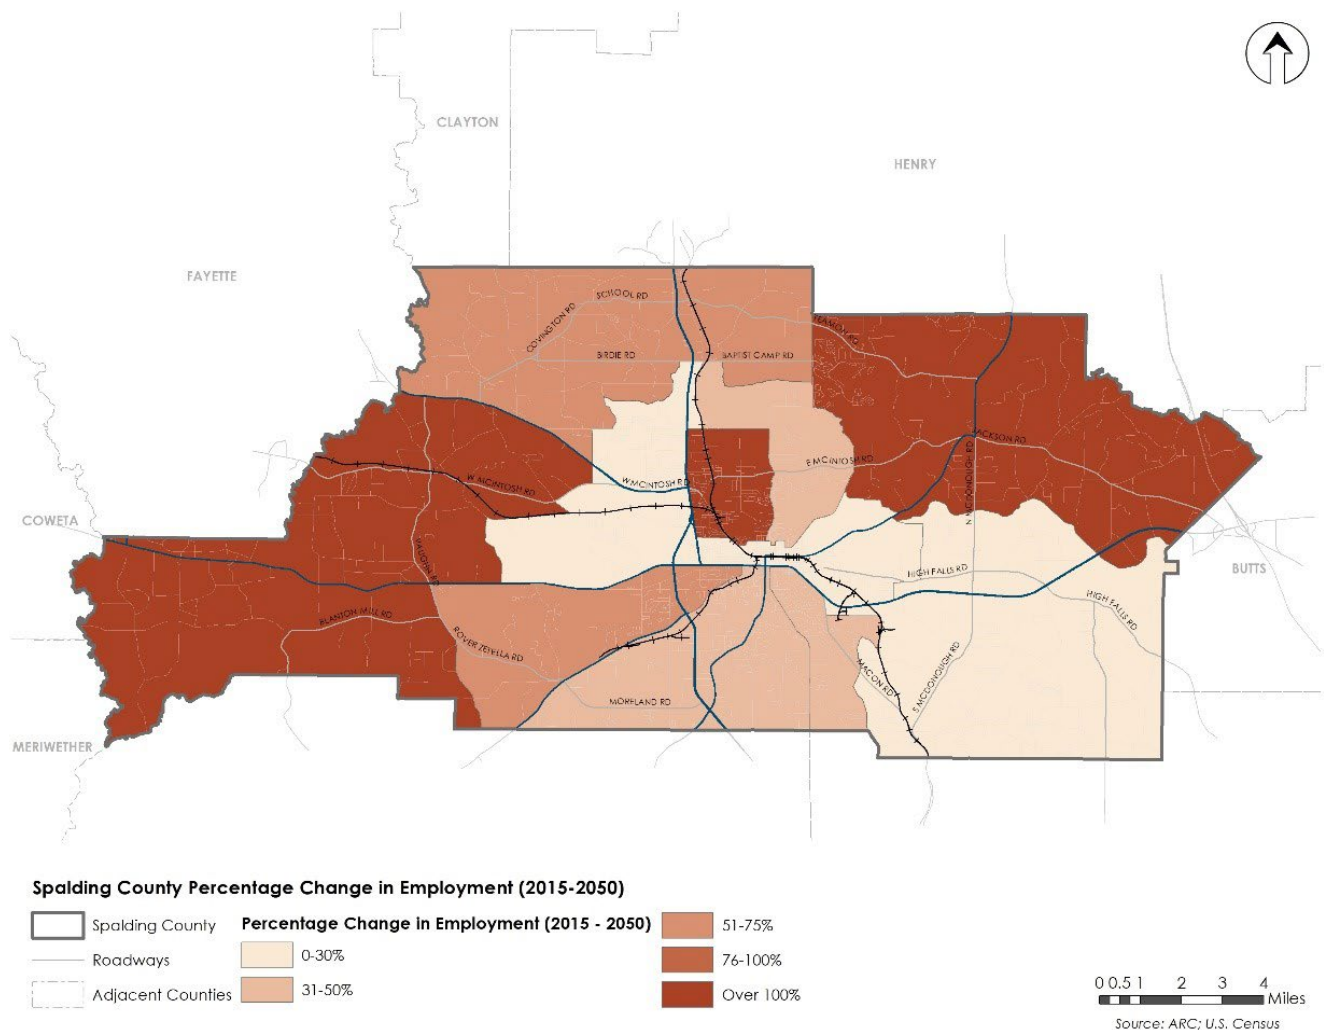 CLAYTON
HENRY
FAYETTE
SCHOOL RD
COVINGTON RD
TEAMON RD
BIRDIE RD
BAPTIST CAMP RD
JACKSON RD
E MCINTOSH RD
W MCINTOSH RD
W MCINTOSH RD
N MCDONOUGH RD
COWETA
VAUGHN RD
HIGH FALLS RD
BUTTS
HIGH FALLS RD
BLANTON MILL RD
ROVER ZETELLA RD
MACON RD
S MCDONOUGH RD
MORELAND RD
MERIWETHER
Spalding County Percentage Change in Employment (2015-2050)
Spalding County
Roadways
Adjacent Counties
Percentage Change in Employment (2015 - 2050)
0-30%
31-50%
51-75%
76-100%
Over 100%
0 0.5 1 2 3 4
Miles
Source: ARC; U.S. Census